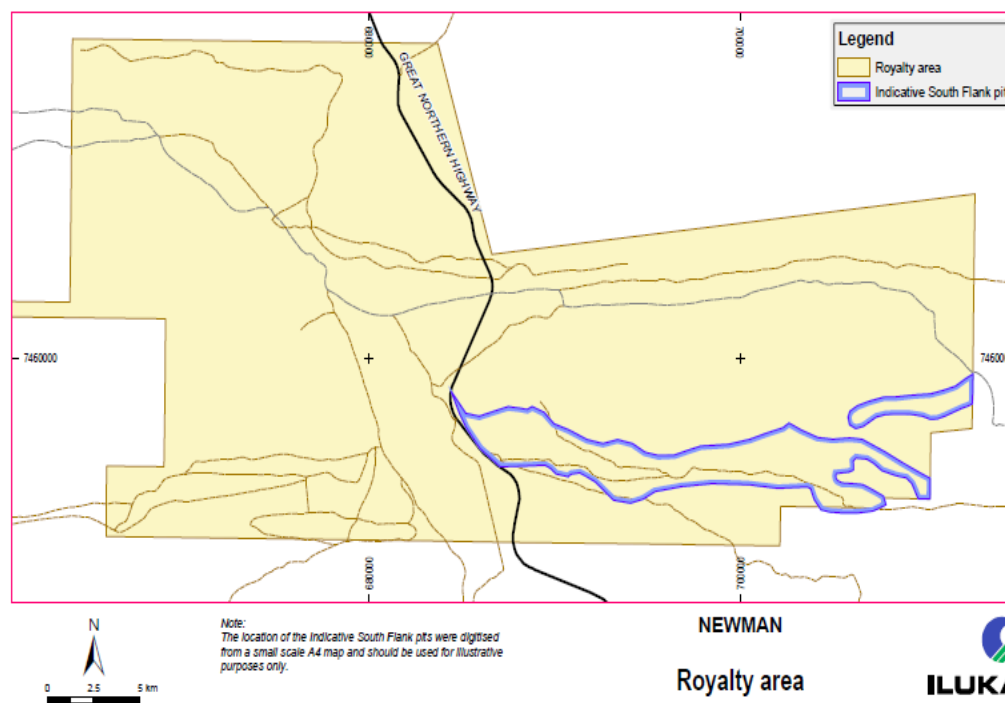 680000
700000
GREAT NORTHERN HIGHWAY
Legend
Royalty area
Indicative South Flank pit
7460000
7460000
680000
700000
N
0 2.5 5 km
Note:
The location of the Indicative South Flank pits were digitised
from a small scale A4 map and should be used for illustrative
purposes only.
NEWMAN
Royalty area
ILUKA